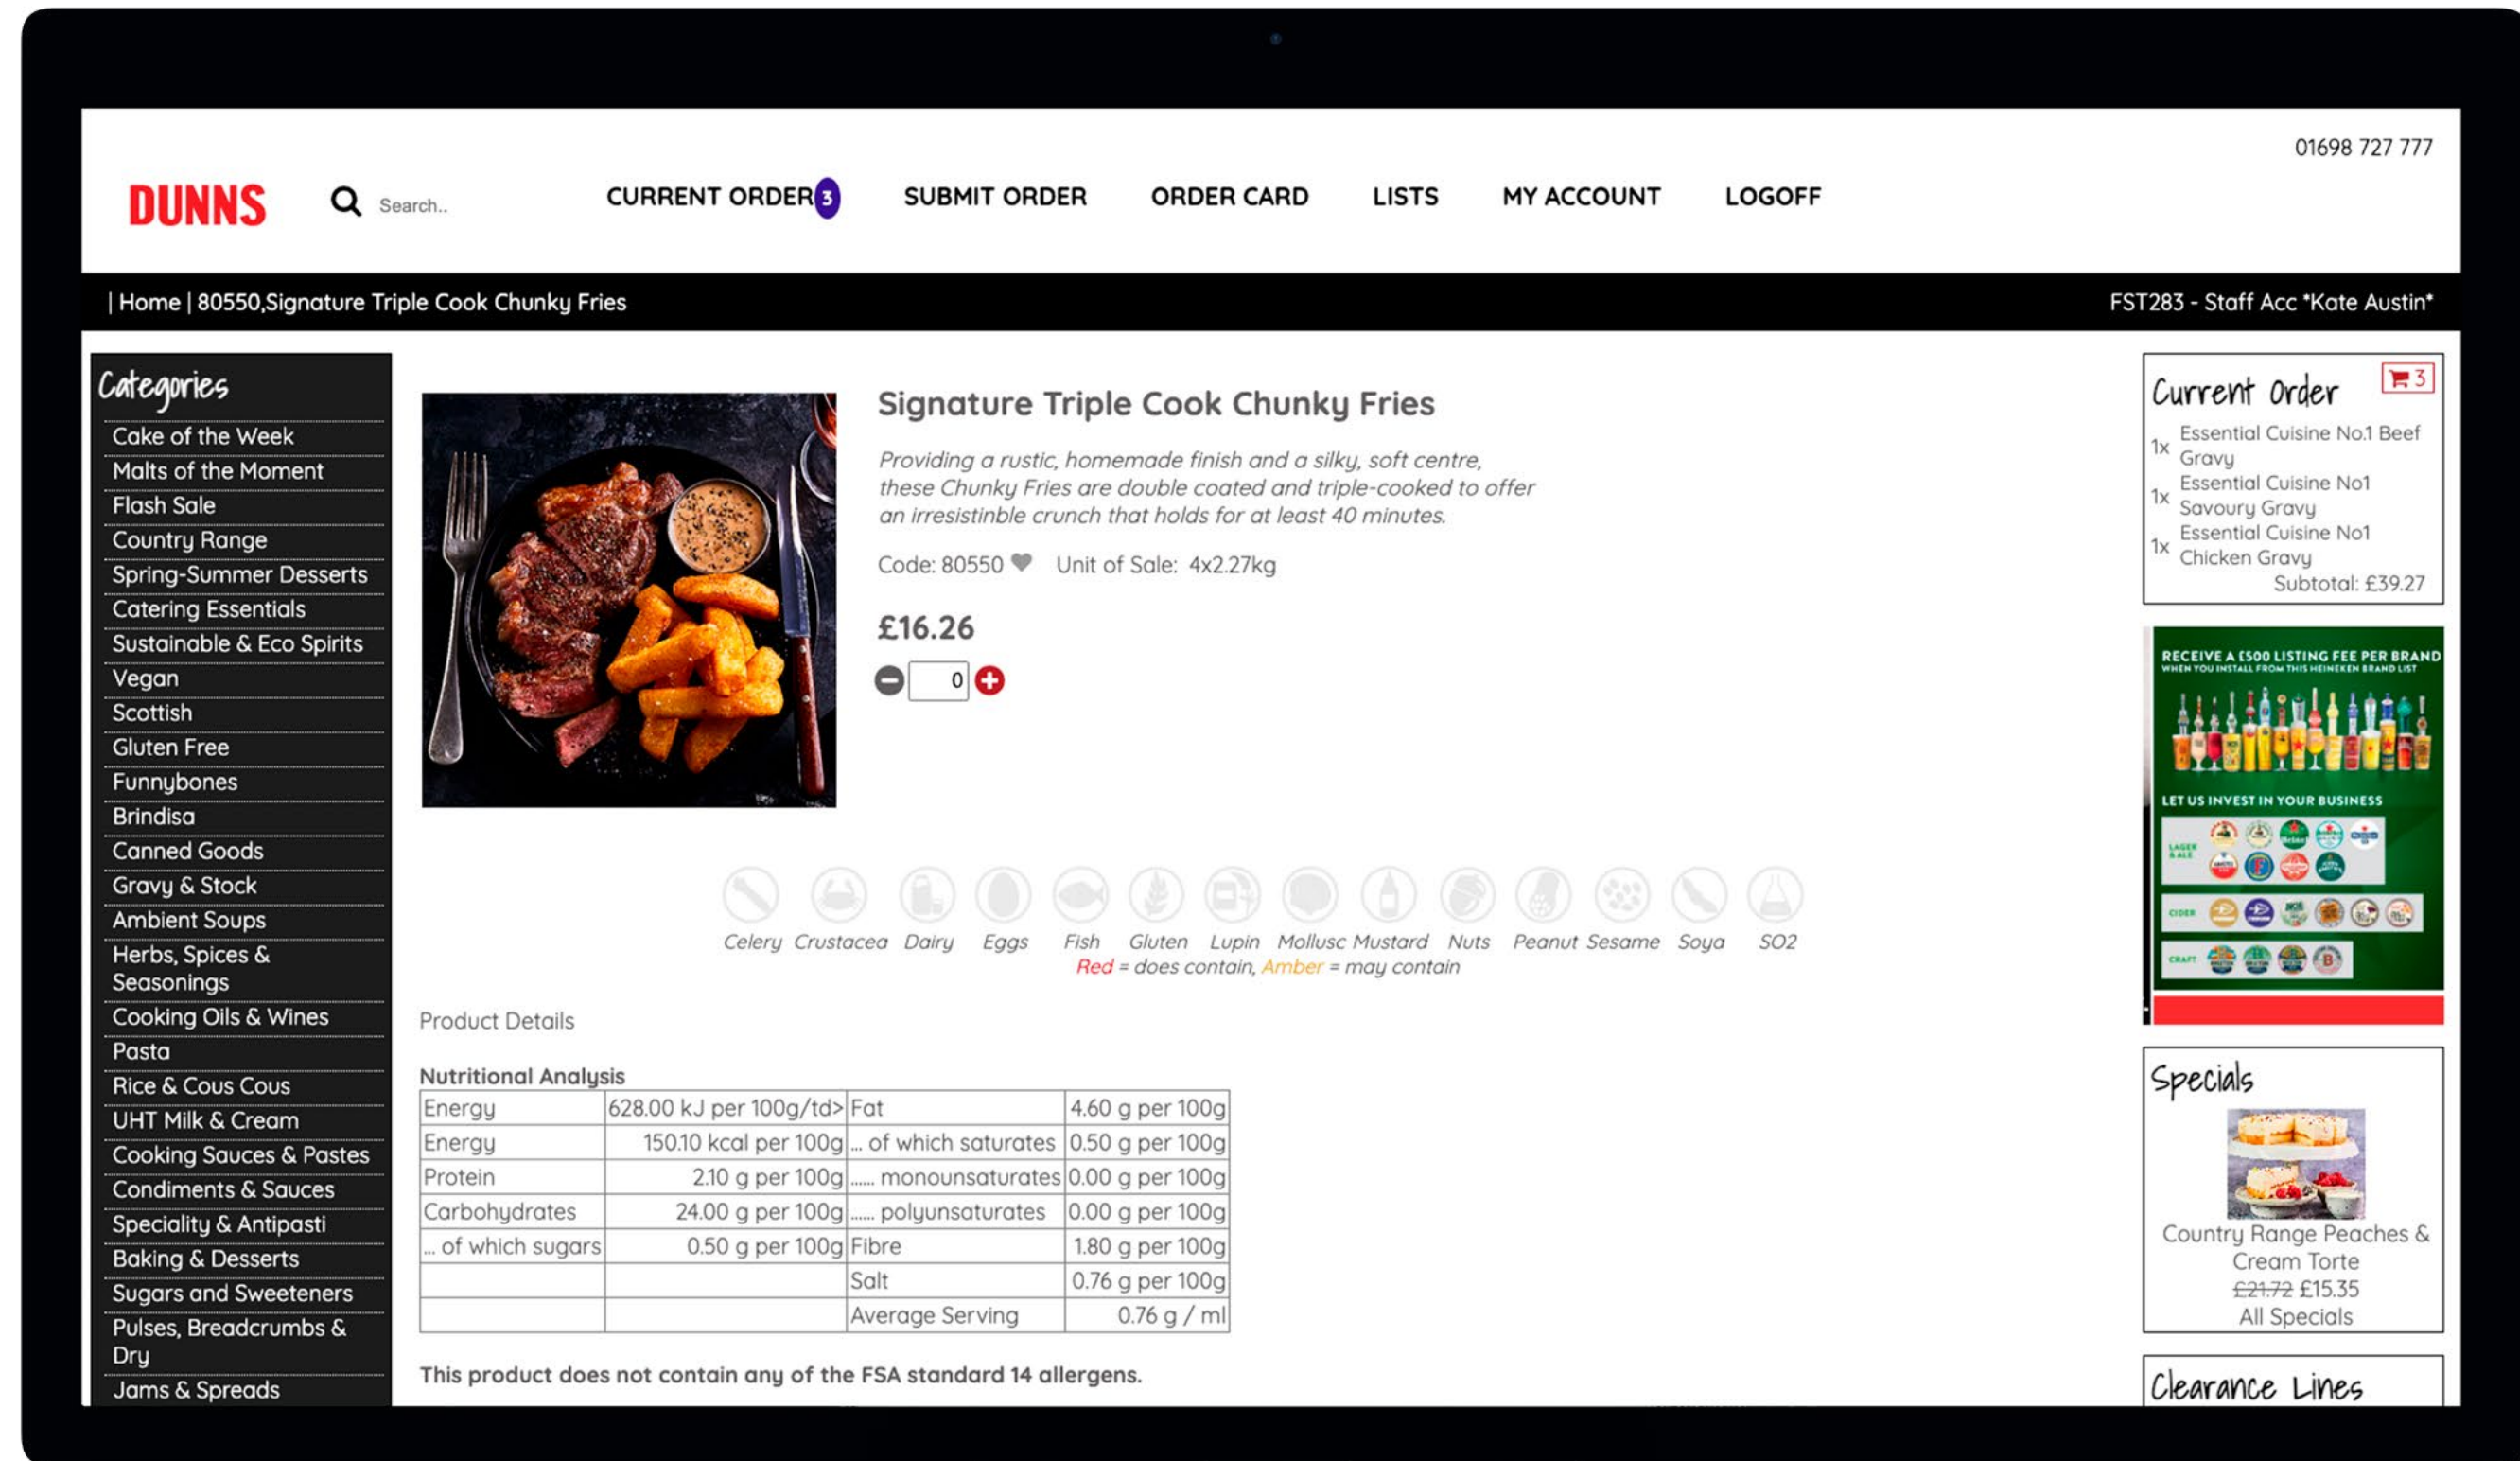 01698 727 777
DUNNS
Search..
CURRENT ORDER 3
SUBMIT ORDER
ORDER CARD
LISTS
MY ACCOUNT
LOGOFF
| Home | 80550,Signature Triple Cook Chunky Fries
FST283 - Staff Acc *Kate Austin*
Categories
Cake of the Week
Malts of the Moment
Flash Sale
Country Range
Spring-Summer Desserts
Catering Essentials
Sustainable & Eco Spirits
Vegan
Scottish
Gluten Free
Funnybones
Brindisa
Canned Goods
Gravy & Stock
Ambient Soups
Herbs, Spices &
Seasonings
Cooking Oils & Wines
Pasta
Rice & Cous Cous
UHT Milk & Cream
Cooking Sauces & Pastes
Condiments & Sauces
Speciality & Antipasti
Baking & Desserts
Sugars and Sweeteners
Pulses, Breadcrumbs &
Dry
Jams & Spreads
Signature Triple Cook Chunky Fries
Providing a rustic, homemade finish and a silky, soft centre,
these Chunky Fries are double coated and triple-cooked to offer
an irresistinble crunch that holds for at least 40 minutes.
Code: 80550 Unit of Sale: 4x2.27kg
£16.26
0
Celery Crustacea Dairy Eggs Fish Gluten Lupin Mollusc Mustard Nuts Peanut Sesame Soya SO2
Red = does contain, Amber = may contain
Product Details
Nutritional Analysis
Energy 628.00 kJ per 100g/td> Fat 4.60 g per 100g
Energy 150.10 kcal per 100g ... of which saturates 0.50 g per 100g
Protein 2.10 g per 100g ...... monounsaturates 0.00 g per 100g
Carbohydrates 24.00 g per 100g ...... polyunsaturates 0.00 g per 100g
... of which sugars 0.50 g per 100g Fibre 1.80 g per 100g
Salt 0.76 g per 100g
Average Serving 0.76 g / ml
This product does not contain any of the FSA standard 14 allergens.
Current Order
3
1x Essential Cuisine No.1 Beef
Gravy
1x Essential Cuisine No1
Savoury Gravy
1x Essential Cuisine No1
Chicken Gravy
Subtotal: £39.27
RECEIVE A £500 LISTING FEE PER BRAND
WHEN YOU INSTALL FROM THIS HEINEKEN BRAND LIST
LET US INVEST IN YOUR BUSINESS
LAGER
& ALE
CIDER
CRAFT
Specials
Country Range Peaches &
Cream Torte
£21.72 £15.35
All Specials
Clearance Lines